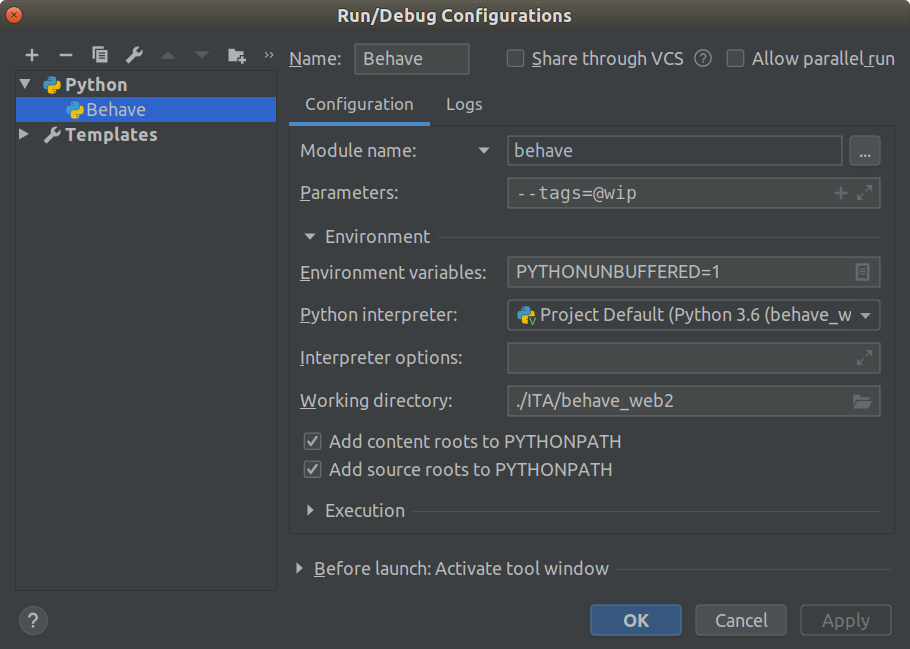 Run/Debug Configurations
Name: Behave Share through VCS ? Allow parallel run
Python
Behave
Templates
Configuration Logs
Module name: behave ...
Parameters: --tags=@wip
Environment
Environment variables: PYTHONUNBUFFERED=1
Python interpreter: Project Default (Python 3.6 (behave_w
Interpreter options:
Working directory: ./ITA/behave_web2
Add content roots to PYTHONPATH
Add source roots to PYTHONPATH
Execution
Before launch: Activate tool window
? OK Cancel Apply